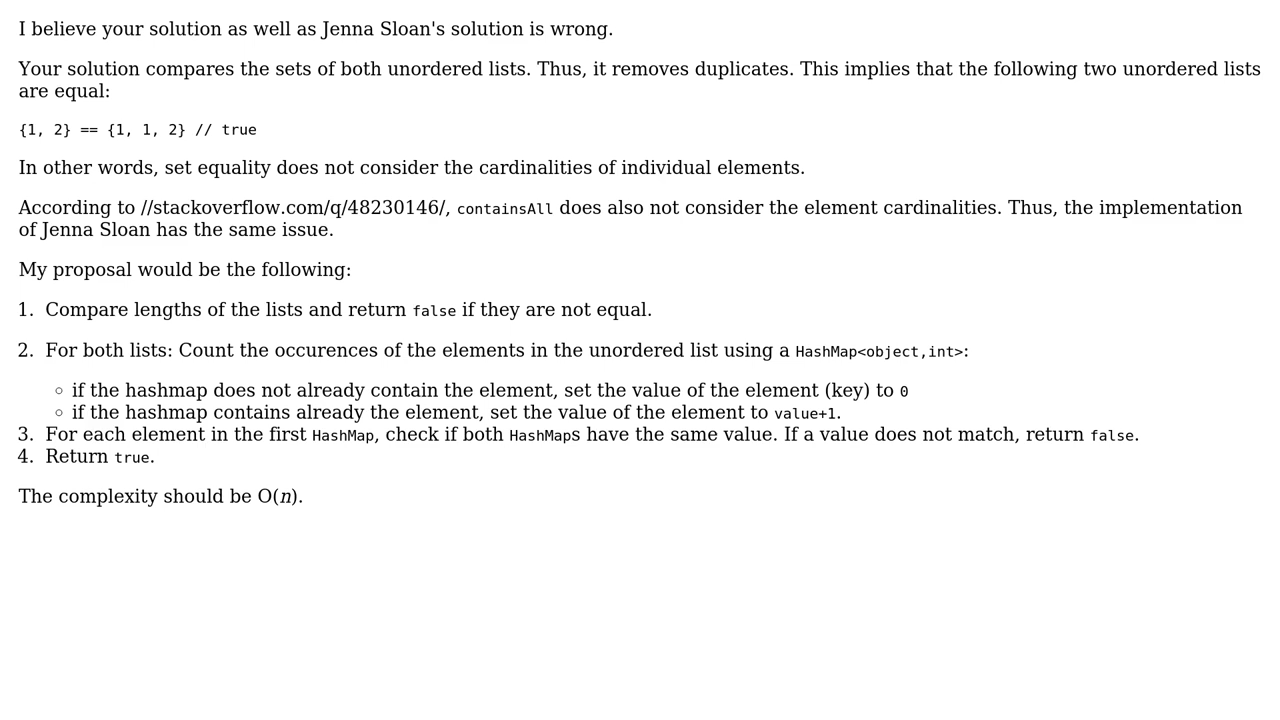 I believe your solution as well as Jenna Sloan's solution is wrong.
Your solution compares the sets of both unordered lists. Thus, it removes duplicates. This implies that the following two unordered lists
are equal:
{1, 2} == {1, 1, 2} // true
In other words, set equality does not consider the cardinalities of individual elements.
According to //stackoverflow.com/q/48230146/, containsAll does also not consider the element cardinalities. Thus, the implementation
of Jenna Sloan has the same issue.
My proposal would be the following:
1. Compare lengths of the lists and return false if they are not equal.
2. For both lists: Count the occurences of the elements in the unordered list using a HashMap<object,int>:
◦ if the hashmap does not already contain the element, set the value of the element (key) to 0
◦ if the hashmap contains already the element, set the value of the element to value+1.
3. For each element in the first HashMap, check if both HashMaps have the same value. If a value does not match, return false.
4. Return true.
The complexity should be O(n).